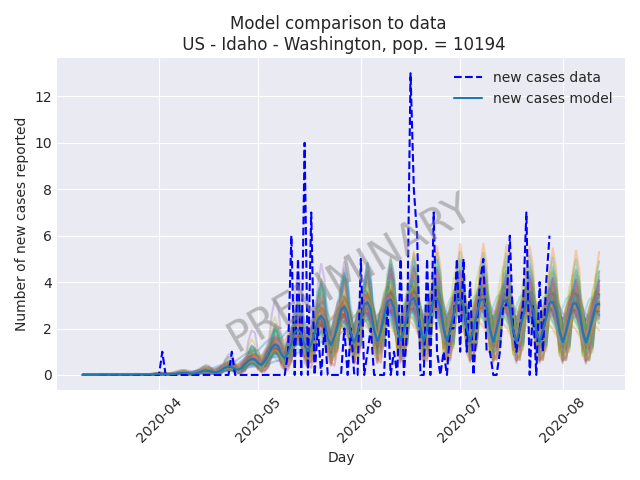 Model comparison to data
US - Idaho - Washington, pop. = 10194
Number of new cases reported
12
10
8
6
4
2
0
new cases data
new cases model
PRELIMINARY
2020-04
2020-05
2020-06
2020-07
2020-08
Day